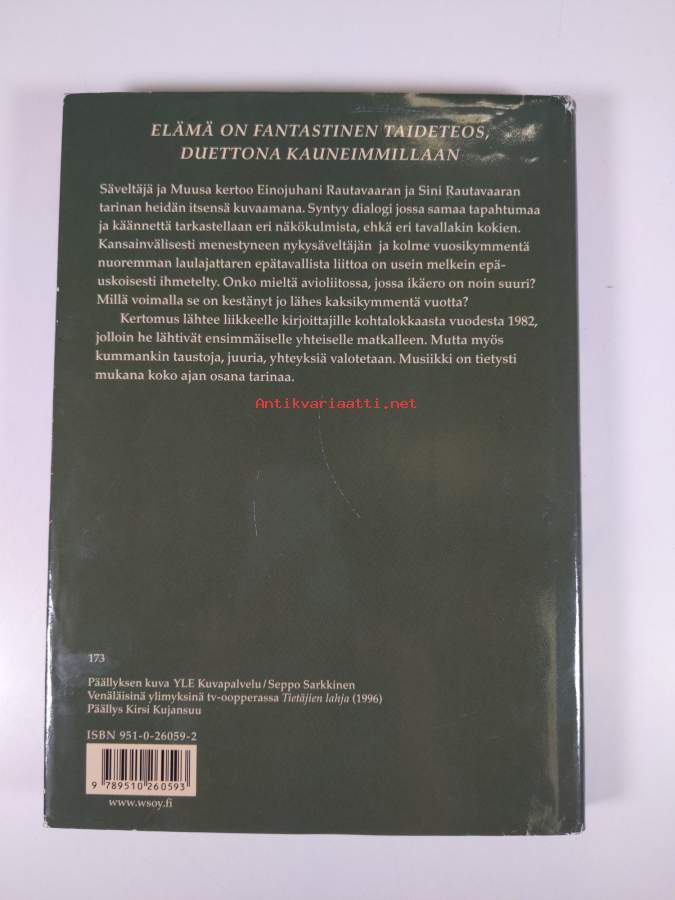 ELÄMÄ ON FANTASTINEN TAIDETEOS,
DUETTONA KAUNEIMMILLAAN
Säveltäjä ja Muusa kertoo Einojuhani Rautavaaran ja Sini Rautavaaran
tarinan heidän itsensä kuvaamana. Syntyy dialogi jossa samaa tapahtumaa
ja käännettä tarkastellaan eri näkökulmista, ehkä eri tavallakin kokien.
Kansainvälisesti menestyneen nykysäveltäjän ja kolme vuosikymmentä
nuoremman laulajattaren epätavallista liittoa on usein melkein epä-
uskoisesti ihmetelty. Onko mieltä avioliitossa, jossa ikäero on noin suuri?
Millä voimalla se on kestänyt jo lähes kaksikymmentä vuotta?
Kertomus lähtee liikkeelle kirjoittajille kohtalokkaasta vuodesta 1982,
jolloin he lähtivät ensimmäiselle yhteiselle matkalleen. Mutta myös
kummankin taustoja, juuria, yhteyksiä valotetaan. Musiikki on tietysti
mukana koko ajan osana tarinaa.
Antikvariaatti.net
173
Päällyksen kuva YLE Kuvapalvelu/Seppo Sarkkinen
Venäläisinä ylimyksinä tv-oopperassa Tietäjien lahja (1996)
Päällys Kirsi Kujansuu
ISBN 951-0-26059-2
9 789510 260593
www.wsoy.fi